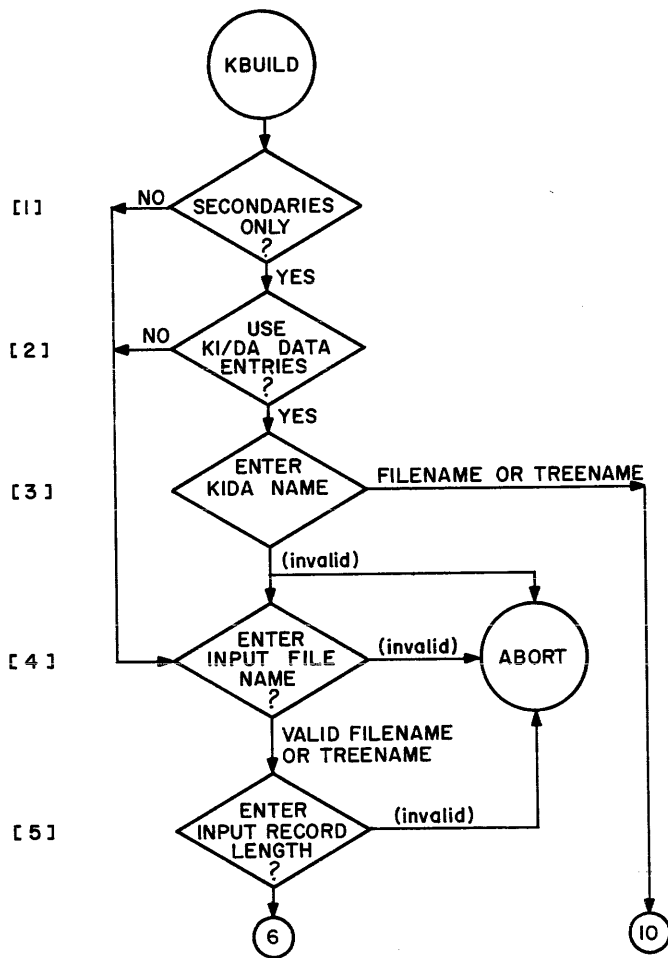 KBUILD
[1]
NO
SECONDARIES
ONLY
?
YES
[2]
NO
USE
KI/DA DATA
ENTRIES
?
YES
[3]
ENTER
KIDA NAME
FILENAME OR TREENAME
(invalid)
[4]
ENTER
INPUT FILE
NAME
?
(invalid)
ABORT
VALID FILENAME
OR TREENAME
[5]
ENTER
INPUT RECORD
LENGTH
?
(invalid)
6
10